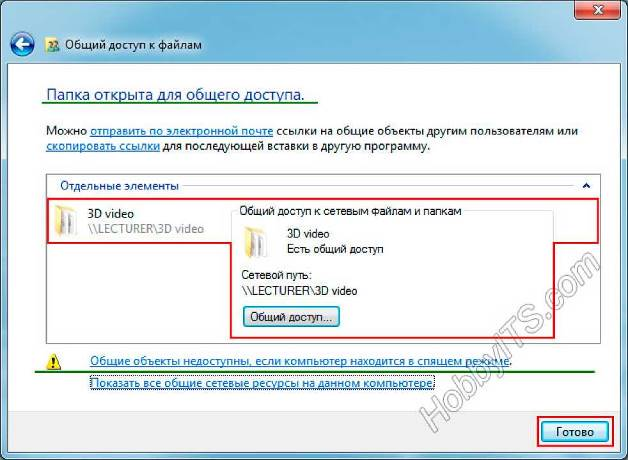 Общий доступ к файлам
Папка открыта для общего доступа.
Можно отправить по электронной почте ссылки на общие объекты другим пользователям или
скопировать ссылки для последующей вставки в другую программу.
Отдельные элементы
3D video
\\LECTURER\3D video
Общий доступ к сетевым файлам и папкам
3D video
Есть общий доступ
Сетевой путь:
\\LECTURER\3D video
Общий доступ...
Общие объекты недоступны, если компьютер находится в спящем режиме.
Показать все общие сетевые ресурсы на данном компьютере.
HobbyITS.com
Готово